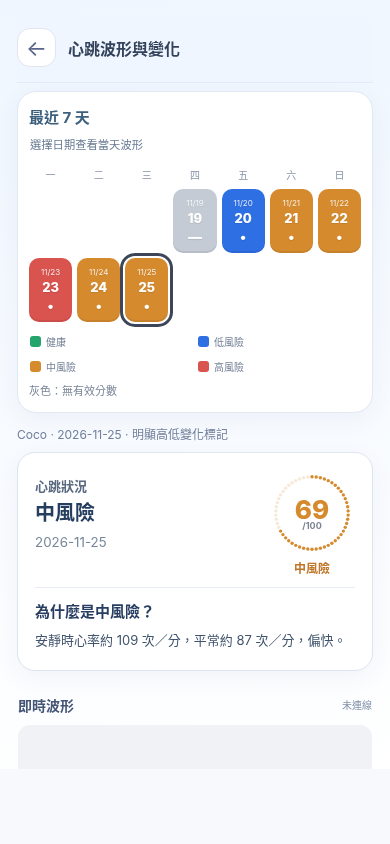 心跳波形與變化
最近 7 天
選擇日期查看當天波形
一 二 三 四 五 六 日
11/19 11/20 11/21 11/22
19 20 21 22
— • • •
11/23 11/24 11/25
23 24 25
• • •
健康 低風險
中風險 高風險
灰色：無有效分數
Coco · 2026-11-25 · 明顯高低變化標記
心跳狀況
中風險
2026-11-25
69
/100
中風險
為什麼是中風險？
安靜時心率約 109 次／分，平常約 87 次／分，偏快。
即時波形 未連線